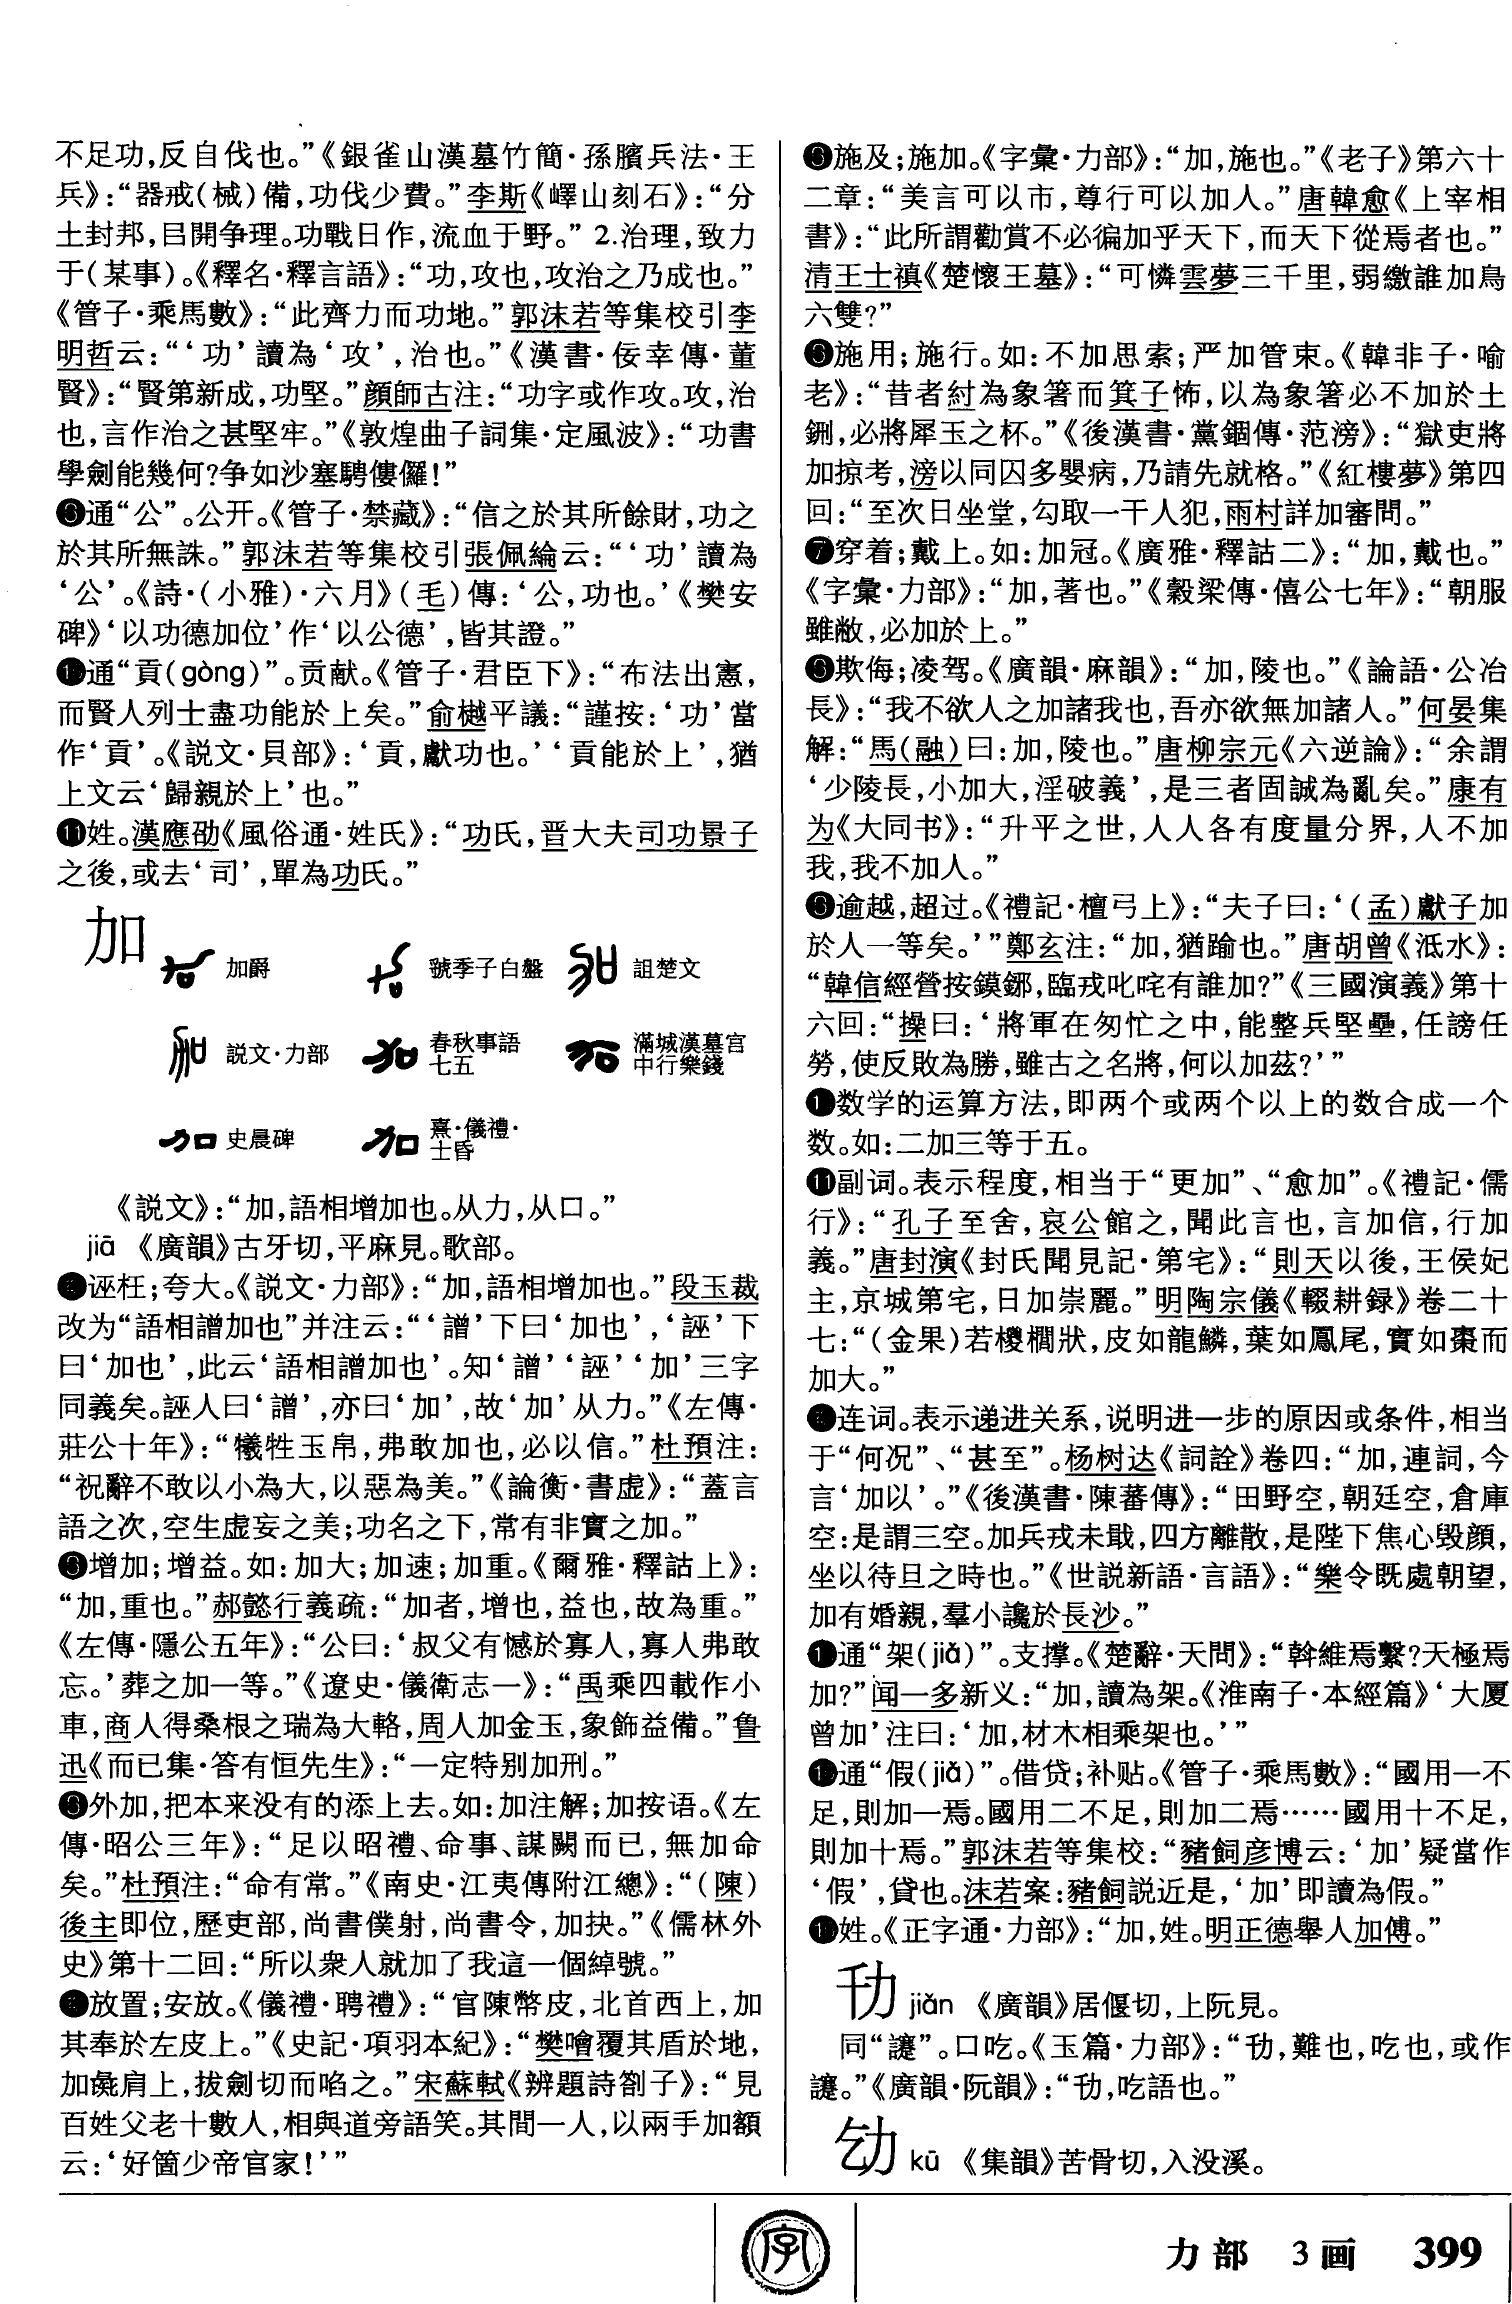 不足功，反自伐也。”《銀雀山漢墓竹簡·孫臏兵法·王
兵》：“器戒(械)備，功伐少費。”李斯《嶧山刻石》：“分
土封邦，㠯開争理。功戰日作，流血于野。” 2.治理，致力
于(某事)。《釋名·釋言語》：“功，攻也，攻治之乃成也。”
《管子·乘馬數》：“此齊力而功地。”郭沫若等集校引李
明哲云：“‘功’讀為‘攻’，治也。”《漢書·佞幸傳·董
賢》：“賢第新成，功堅。”顔師古注：“功字或作攻。攻，治
也，言作治之甚堅牢。”《敦煌曲子詞集·定風波》：“功書
學劍能幾何？争如沙塞騁僂儸！”
通“公”。公开。《管子·禁藏》：“信之於其所餘財，功之
於其所無誅。”郭沫若等集校引張佩綸云：“‘功’讀為
‘公’。《詩·(小雅)·六月》(毛)傳：‘公，功也。’《樊安
碑》‘以功德加位’作‘以公德’，皆其證。”
通“貢(gòng)”。贡献。《管子·君臣下》：“布法出憲，
而賢人列士盡功能於上矣。”俞樾平議：“謹按：‘功’當
作‘貢’。《説文·貝部》：‘貢，獻功也。’‘貢能於上’，猶
上文云‘歸親於上’也。”
⓫姓。漢應劭《風俗通·姓氏》：“功氏，晋大夫司功景子
之後，或去‘司’，單為功氏。”
加
加爵 虢季子白盤 詛楚文
説文·力部 春秋事語七五 滿城漢墓宫中行樂錢
史晨碑 熹·儀禮·士昏
《説文》：“加，語相增加也。从力，从口。”
jiā 《廣韻》古牙切，平麻見。歌部。
诬枉；夸大。《説文·力部》：“加，語相增加也。”段玉裁
改为“語相譄加也”并注云：“‘譄’下曰‘加也’，‘誣’下
曰‘加也’，此云‘語相譄加也’。知‘譄’‘誣’‘加’三字
同義矣。誣人曰‘譄’，亦曰‘加’，故‘加’从力。”《左傳·
莊公十年》：“犧牲玉帛，弗敢加也，必以信。”杜預注：
“祝辭不敢以小為大，以惡為美。”《論衡·書虚》：“蓋言
語之次，空生虚妄之美；功名之下，常有非實之加。”
增加；增益。如：加大；加速；加重。《爾雅·釋詁上》：
“加，重也。”郝懿行義疏：“加者，增也，益也，故為重。”
《左傳·隱公五年》：“公曰：‘叔父有憾於寡人，寡人弗敢
忘。’葬之加一等。”《遼史·儀衛志一》：“禹乘四載作小
車，商人得桑根之瑞為大輅，周人加金玉，象飾益備。”鲁
迅《而已集·答有恒先生》：“一定特别加刑。”
外加，把本来没有的添上去。如：加注解；加按语。《左
傳·昭公三年》：“足以昭禮、命事、謀闕而已，無加命
矣。”杜預注：“命有常。”《南史·江夷傳附江總》：“(陳)
後主即位，歷吏部，尚書僕射，尚書令，加抉。”《儒林外
史》第十二回：“所以衆人就加了我這一個綽號。”
放置；安放。《儀禮·聘禮》：“官陳幣皮，北首西上，加
其奉於左皮上。”《史記·項羽本紀》：“樊噲覆其盾於地，
加彘肩上，拔劍切而啗之。”宋蘇軾《辨題詩劄子》：“見
百姓父老十數人，相與道旁語笑。其間一人，以兩手加額
云：‘好箇少帝官家！’”
施及；施加。《字彙·力部》：“加，施也。”《老子》第六十
二章：“美言可以市，尊行可以加人。”唐韓愈《上宰相
書》：“此所謂勸賞不必徧加乎天下，而天下從焉者也。”
清王士禛《楚懷王墓》：“可憐雲夢三千里，弱繳誰加鳥
六雙？”
施用；施行。如：不加思索；严加管束。《韓非子·喻
老》：“昔者紂為象箸而箕子怖，以為象箸必不加於土
鉶，必將犀玉之杯。”《後漢書·黨錮傳·范滂》：“獄吏將
加掠考，滂以同囚多嬰病，乃請先就格。”《紅樓夢》第四
回：“至次日坐堂，勾取一干人犯，雨村詳加審問。”
❼穿着；戴上。如：加冠。《廣雅·釋詁二》：“加，戴也。”
《字彙·力部》：“加，著也。”《穀梁傳·僖公七年》：“朝服
雖敝，必加於上。”
欺侮；凌驾。《廣韻·麻韻》：“加，陵也。”《論語·公冶
長》：“我不欲人之加諸我也，吾亦欲無加諸人。”何晏集
解：“馬(融)曰：加，陵也。”唐柳宗元《六逆論》：“余謂
‘少陵長，小加大，淫破義’，是三者固誠為亂矣。”康有
为《大同书》：“升平之世，人人各有度量分界，人不加
我，我不加人。”
逾越，超过。《禮記·檀弓上》：“夫子曰：‘(孟)獻子加
於人一等矣。’”鄭玄注：“加，猶踰也。”唐胡曾《泜水》：
“韓信經營按鏌鎁，臨戎叱咤有誰加？”《三國演義》第十
六回：“操曰：‘將軍在匆忙之中，能整兵堅壘，任謗任
勞，使反敗為勝，雖古之名將，何以加茲？’”
数学的运算方法，即两个或两个以上的数合成一个
数。如：二加三等于五。
⓫副词。表示程度，相当于“更加”、“愈加”。《禮記·儒
行》：“孔子至舍，哀公館之，聞此言也，言加信，行加
義。”唐封演《封氏聞見記·第宅》：“則天以後，王侯妃
主，京城第宅，日加崇麗。”明陶宗儀《輟耕録》卷二十
七：“(金果)若椶櫚狀，皮如龍鱗，葉如鳳尾，實如棗而
加大。”
连词。表示递进关系，说明进一步的原因或条件，相当
于“何况”、“甚至”。杨树达《詞詮》卷四：“加，連詞，今
言‘加以’。”《後漢書·陳蕃傳》：“田野空，朝廷空，倉庫
空：是謂三空。加兵戎未戢，四方離散，是陛下焦心毁顔，
坐以待旦之時也。”《世説新語·言語》：“樂令既處朝望，
加有婚親，羣小讒於長沙。”
通“架(jià)”。支撑。《楚辭·天問》：“斡維焉繫？天極焉
加？”闻一多新义：“加，讀為架。《淮南子·本經篇》‘大厦
曾加’注曰：‘加，材木相乘架也。’”
通“假(jiǎ)”。借贷；补贴。《管子·乘馬數》：“國用一不
足，則加一焉。國用二不足，則加二焉……國用十不足，
則加十焉。”郭沫若等集校：“豬飼彦博云：‘加’疑當作
‘假’，貸也。沫若案：豬飼説近是，‘加’即讀為假。”
姓。《正字通·力部》：“加，姓。明正德舉人加傅。”
㔓 jiǎn 《廣韻》居偃切，上阮見。
同“讆”。口吃。《玉篇·力部》：“㔓，難也，吃也，或作
讆。”《廣韻·阮韻》：“㔓，吃語也。”
kū 《集韻》苦骨切，入没溪。
字
力部 3画 399